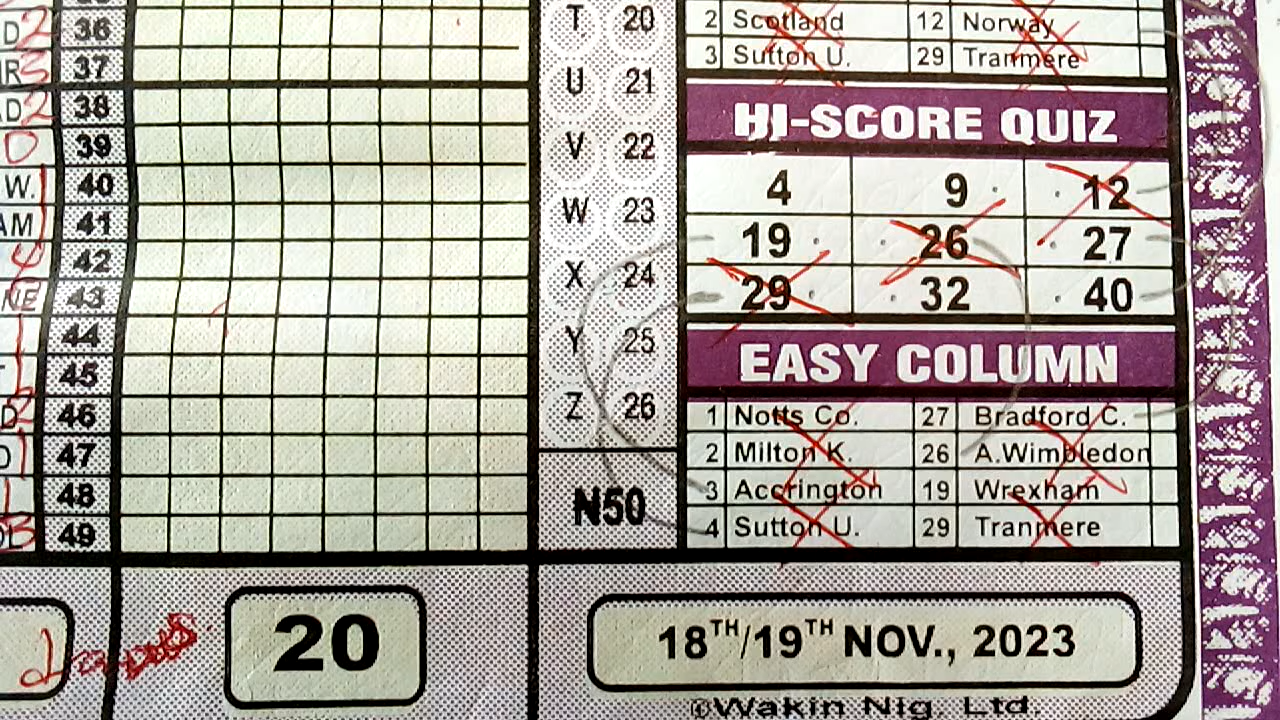 D 2 36 T 20 2 Scotland 12 Norway
37 U 21 3 Sutton U. 29 Tranmere
38
HI-SCORE QUIZ
0 39 V 22
W. 40 4 9 12
AM 41 W 23
4 42 19 26 27
NE 43 X 24 29 32 40
44 Y 25
EASY COLUMN
45
46 Z 26 1 Notts Co. 27 Bradford C.
47 2 Milton K. 26 A.Wimbledon
48 N50 3 Accrington 19 Wrexham
49 4 Sutton U. 29 Tranmere
20 18TH/19TH NOV., 2023
©Wakin Nig. Ltd.